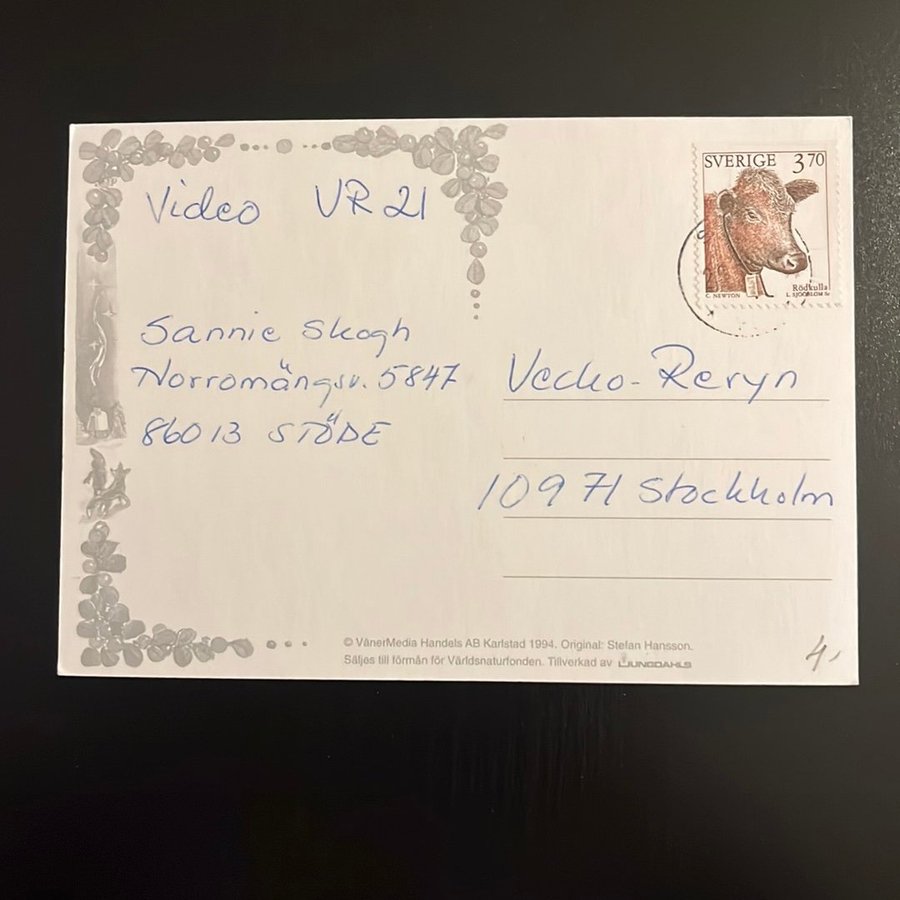 Video VR 21
SVERIGE 3 70
C. NEWTON
Rödkulla
L. SJÖÖBLOM Sc
Sannie Skogh
Norromängsv. 5847
860 13 STÖDE
Vecko-Revyn
109 71 Stockholm
© VänerMedia Handels AB Karlstad 1994. Original: Stefan Hansson.
Säljes till förmån för Världsnaturfonden. Tillverkad av LJUNGDAHLS
4,-